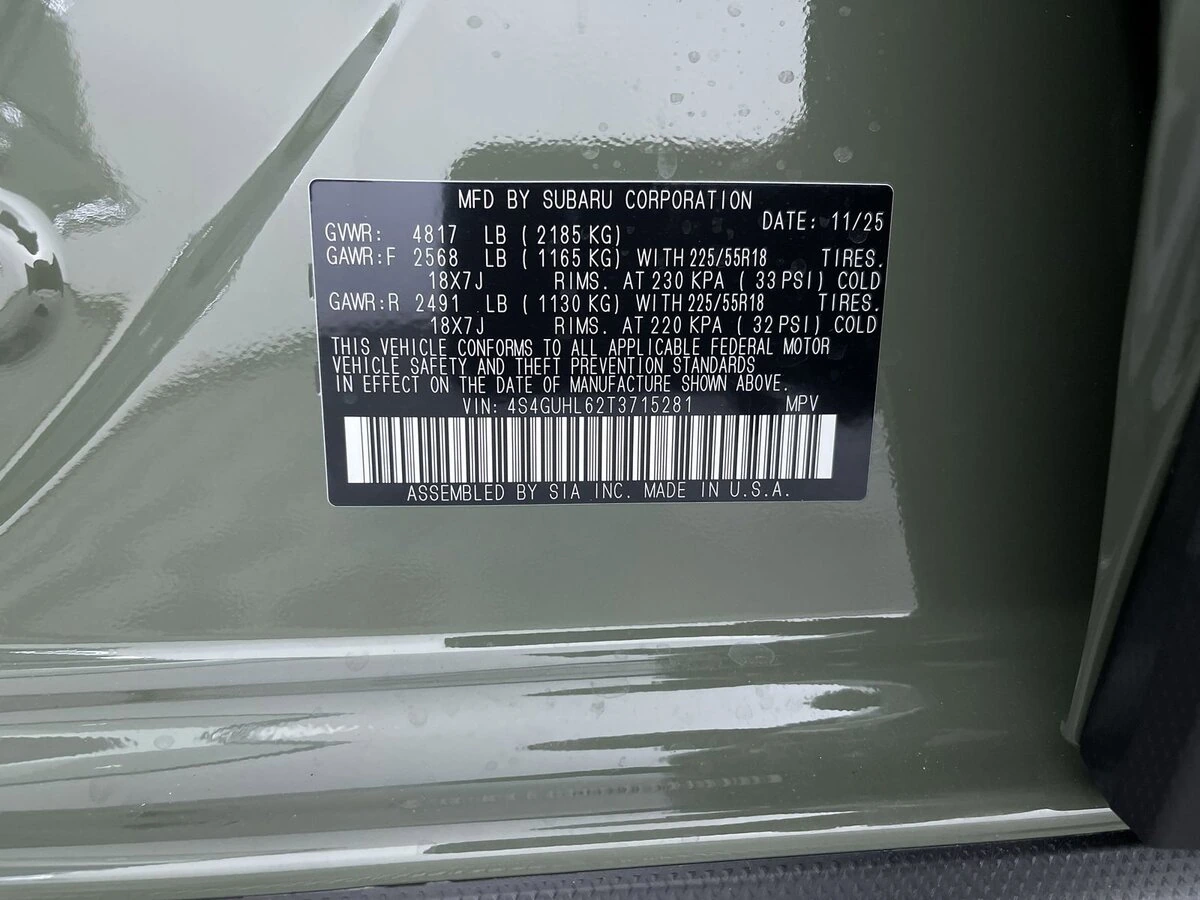 MFD BY SUBARU CORPORATION
DATE: 11/25
GVWR: 4817 LB ( 2185 KG)
GAWR:F 2568 LB ( 1165 KG) WITH 225/55R18 TIRES.
18X7J RIMS. AT 230 KPA ( 33 PSI) COLD
GAWR:R 2491 LB ( 1130 KG) WITH 225/55R18 TIRES.
18X7J RIMS. AT 220 KPA ( 32 PSI) COLD
THIS VEHICLE CONFORMS TO ALL APPLICABLE FEDERAL MOTOR
VEHICLE SAFETY AND THEFT PREVENTION STANDARDS
IN EFFECT ON THE DATE OF MANUFACTURE SHOWN ABOVE.
VIN: 4S4GUHL62T3715281 MPV
ASSEMBLED BY SIA INC. MADE IN U.S.A.